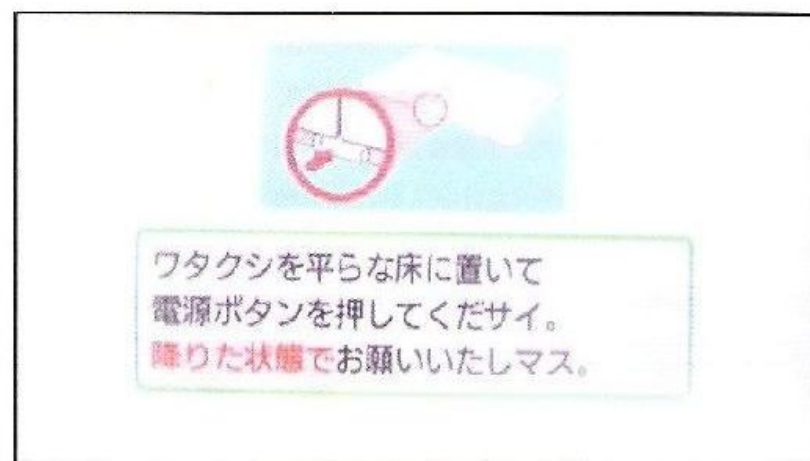 ワタクシを平らな床に置いて
電源ボタンを押してくだサイ。
降りた状態でお願いいたしマス。